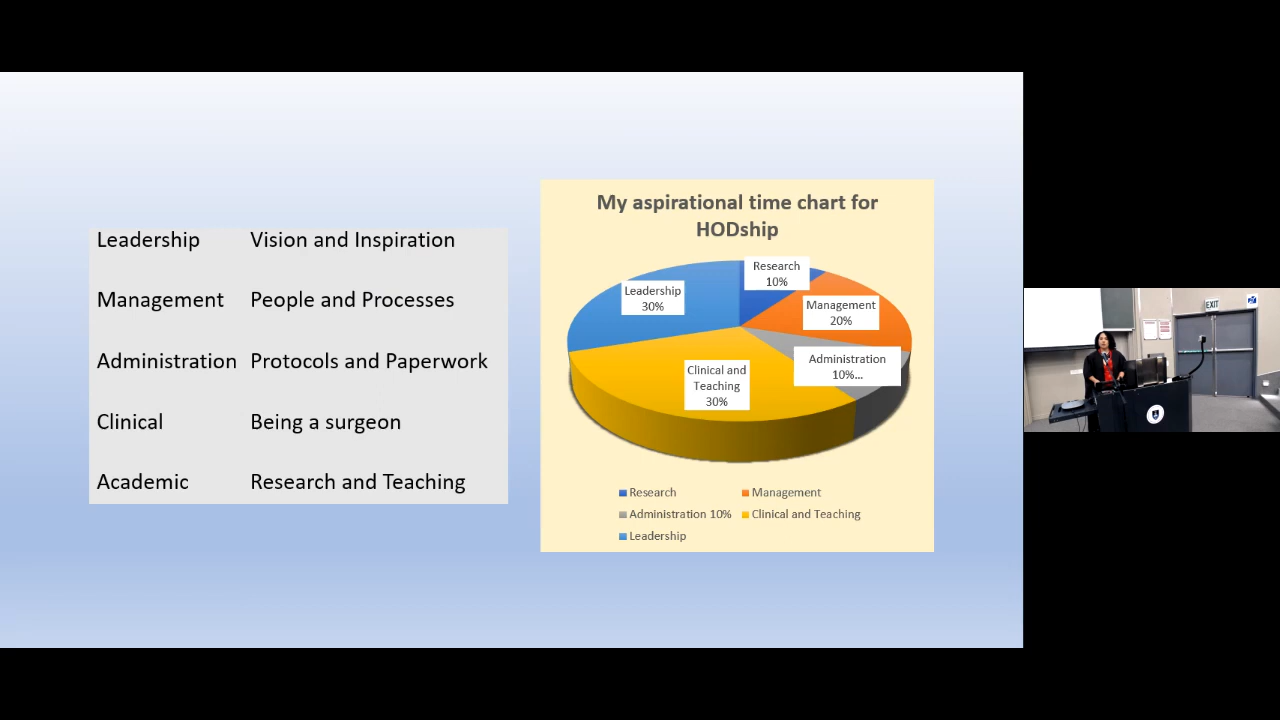 Leadership Vision and Inspiration
Management People and Processes
Administration Protocols and Paperwork
Clinical Being a surgeon
Academic Research and Teaching
My aspirational time chart for
HODship
Research
10%
Leadership
30%
Management
20%
Administration
10%...
Clinical and
Teaching
30%
Research Management
Administration 10% Clinical and Teaching
Leadership
EXIT